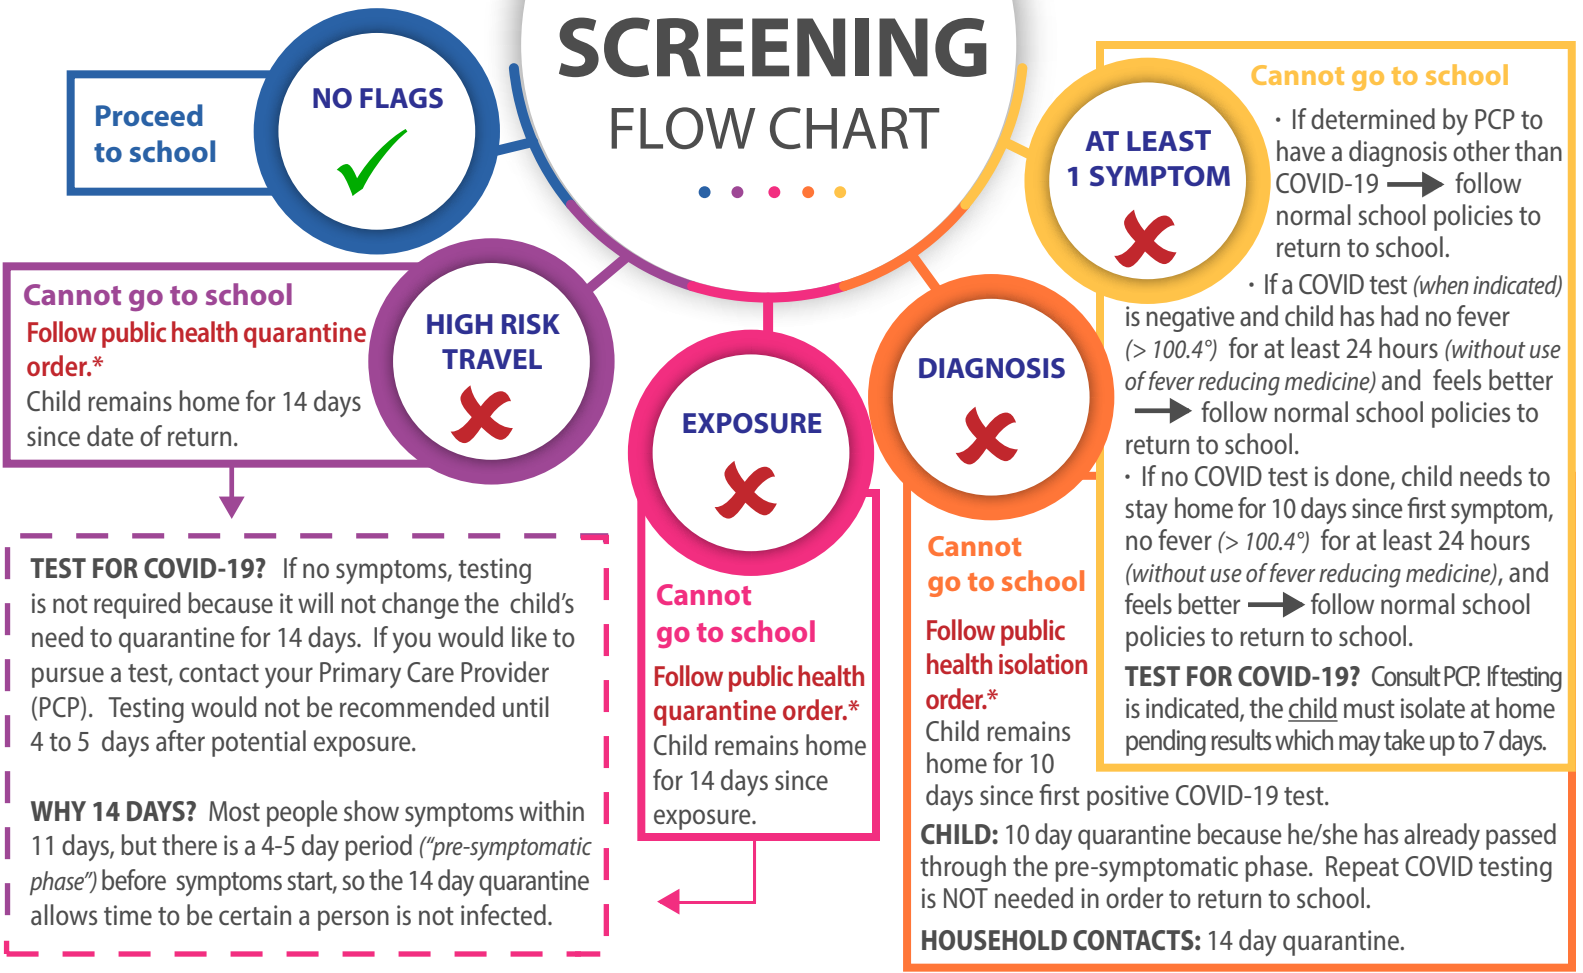 SCREENING
FLOW CHART
NO FLAGS
Proceed
to school
HIGH RISK
TRAVEL
Cannot go to school
Follow public health quarantine
order.*
Child remains home for 14 days
since date of return.
TEST FOR COVID-19? If no symptoms, testing
is not required because it will not change the child's
need to quarantine for 14 days. If you would like to
pursue a test, contact your Primary Care Provider
(PCP). Testing would not be recommended until
4 to 5 days after potential exposure.
WHY 14 DAYS? Most people show symptoms within
11 days, but there is a 4-5 day period ("pre-symptomatic
phase") before symptoms start, so the 14 day quarantine
allows time to be certain a person is not infected.
EXPOSURE
Cannot
go to school
Follow public health
quarantine order.*
Child remains home
for 14 days since
exposure.
DIAGNOSIS
Cannot
go to school
Follow public
health isolation
order.*
Child remains
home for 10
days since first positive COVID-19 test.
CHILD: 10 day quarantine because he/she has already passed
through the pre-symptomatic phase. Repeat COVID testing
is NOT needed in order to return to school.
HOUSEHOLD CONTACTS: 14 day quarantine.
AT LEAST
1 SYMPTOM
Cannot go to school
· If determined by PCP to
have a diagnosis other than
COVID-19 → follow
normal school policies to
return to school.
· If a COVID test (when indicated)
is negative and child has had no fever
(> 100.4°) for at least 24 hours (without use
of fever reducing medicine) and feels better
→ follow normal school policies to
return to school.
· If no COVID test is done, child needs to
stay home for 10 days since first symptom,
no fever (> 100.4°) for at least 24 hours
(without use of fever reducing medicine), and
feels better → follow normal school
policies to return to school.
TEST FOR COVID-19? Consult PCP. If testing
is indicated, the child must isolate at home
pending results which may take up to 7 days.